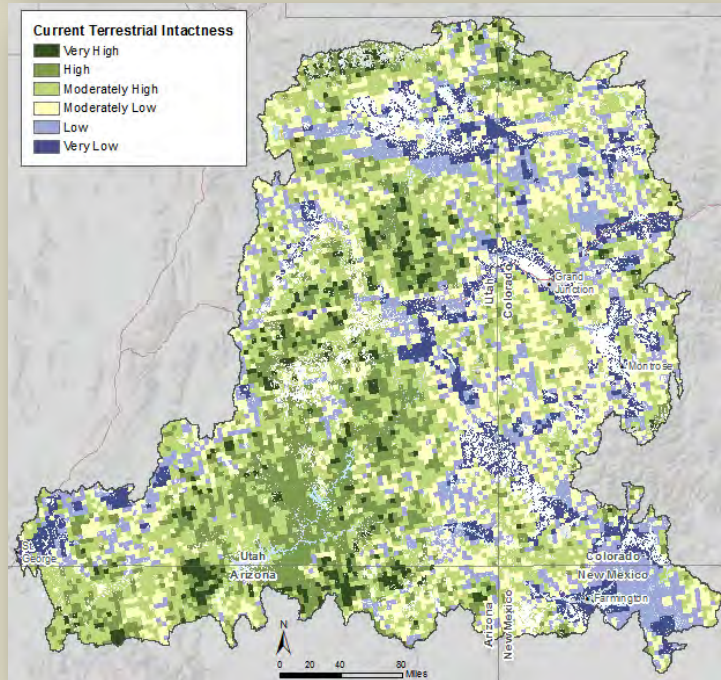 Current Terrestrial Intactness
Very High
High
Moderately High
Moderately Low
Low
Very Low
Utah
Colorado
Grand
Junction
Montrose
St.
George
Utah
Arizona
Colorado
New Mexico
Farmington
Arizona
New Mexico
N
0 20 40 80
Miles